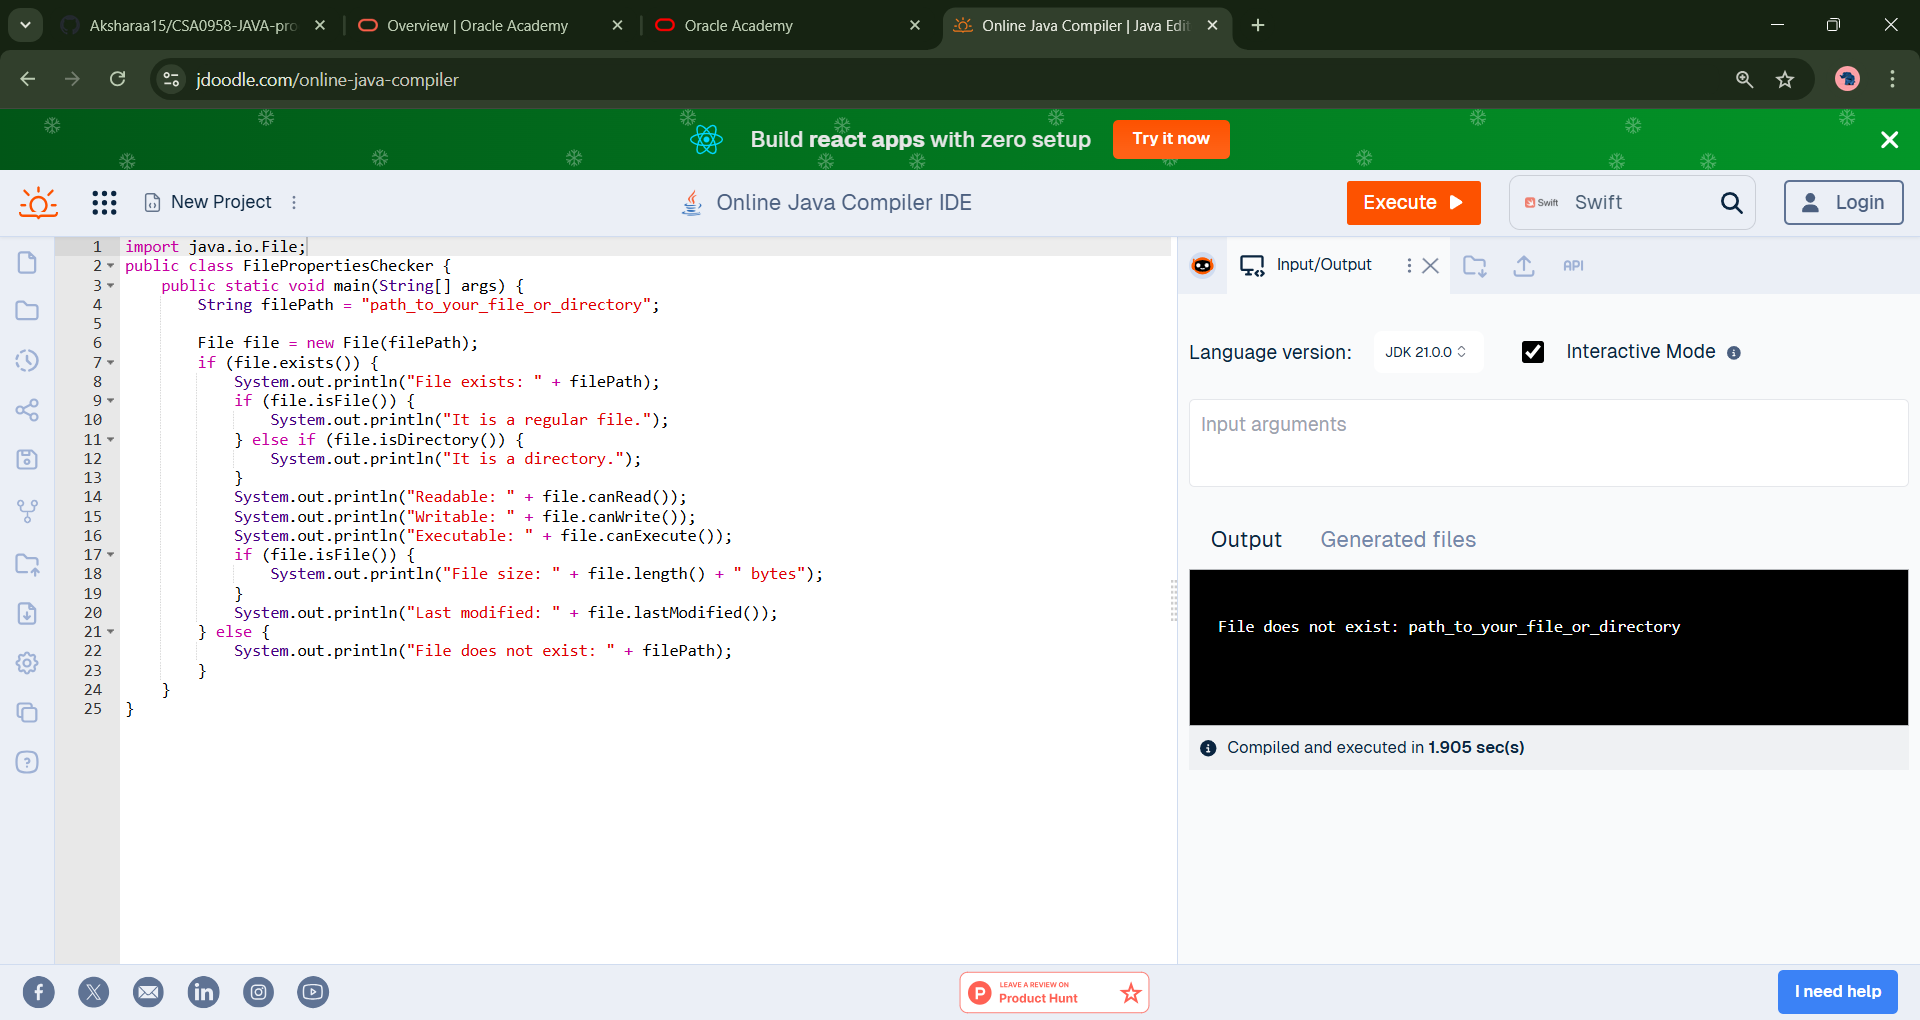 Aksharaa15/CSA0958-JAVA-pro
Overview | Oracle Academy
Oracle Academy
Online Java Compiler | Java Edit
jdoodle.com/online-java-compiler
Build react apps with zero setup
Try it now
New Project
Online Java Compiler IDE
Execute
Swift
Swift
Login
1 import java.io.File;
2 public class FilePropertiesChecker {
3 public static void main(String[] args) {
4 String filePath = "path_to_your_file_or_directory";
5
6 File file = new File(filePath);
7 if (file.exists()) {
8 System.out.println("File exists: " + filePath);
9 if (file.isFile()) {
10 System.out.println("It is a regular file.");
11 } else if (file.isDirectory()) {
12 System.out.println("It is a directory.");
13 }
14 System.out.println("Readable: " + file.canRead());
15 System.out.println("Writable: " + file.canWrite());
16 System.out.println("Executable: " + file.canExecute());
17 if (file.isFile()) {
18 System.out.println("File size: " + file.length() + " bytes");
19 }
20 System.out.println("Last modified: " + file.lastModified());
21 } else {
22 System.out.println("File does not exist: " + filePath);
23 }
24 }
25 }
Input/Output
API
Language version:
JDK 21.0.0
Interactive Mode
Input arguments
Output
Generated files
File does not exist: path_to_your_file_or_directory
Compiled and executed in 1.905 sec(s)
LEAVE A REVIEW ON
Product Hunt
I need help